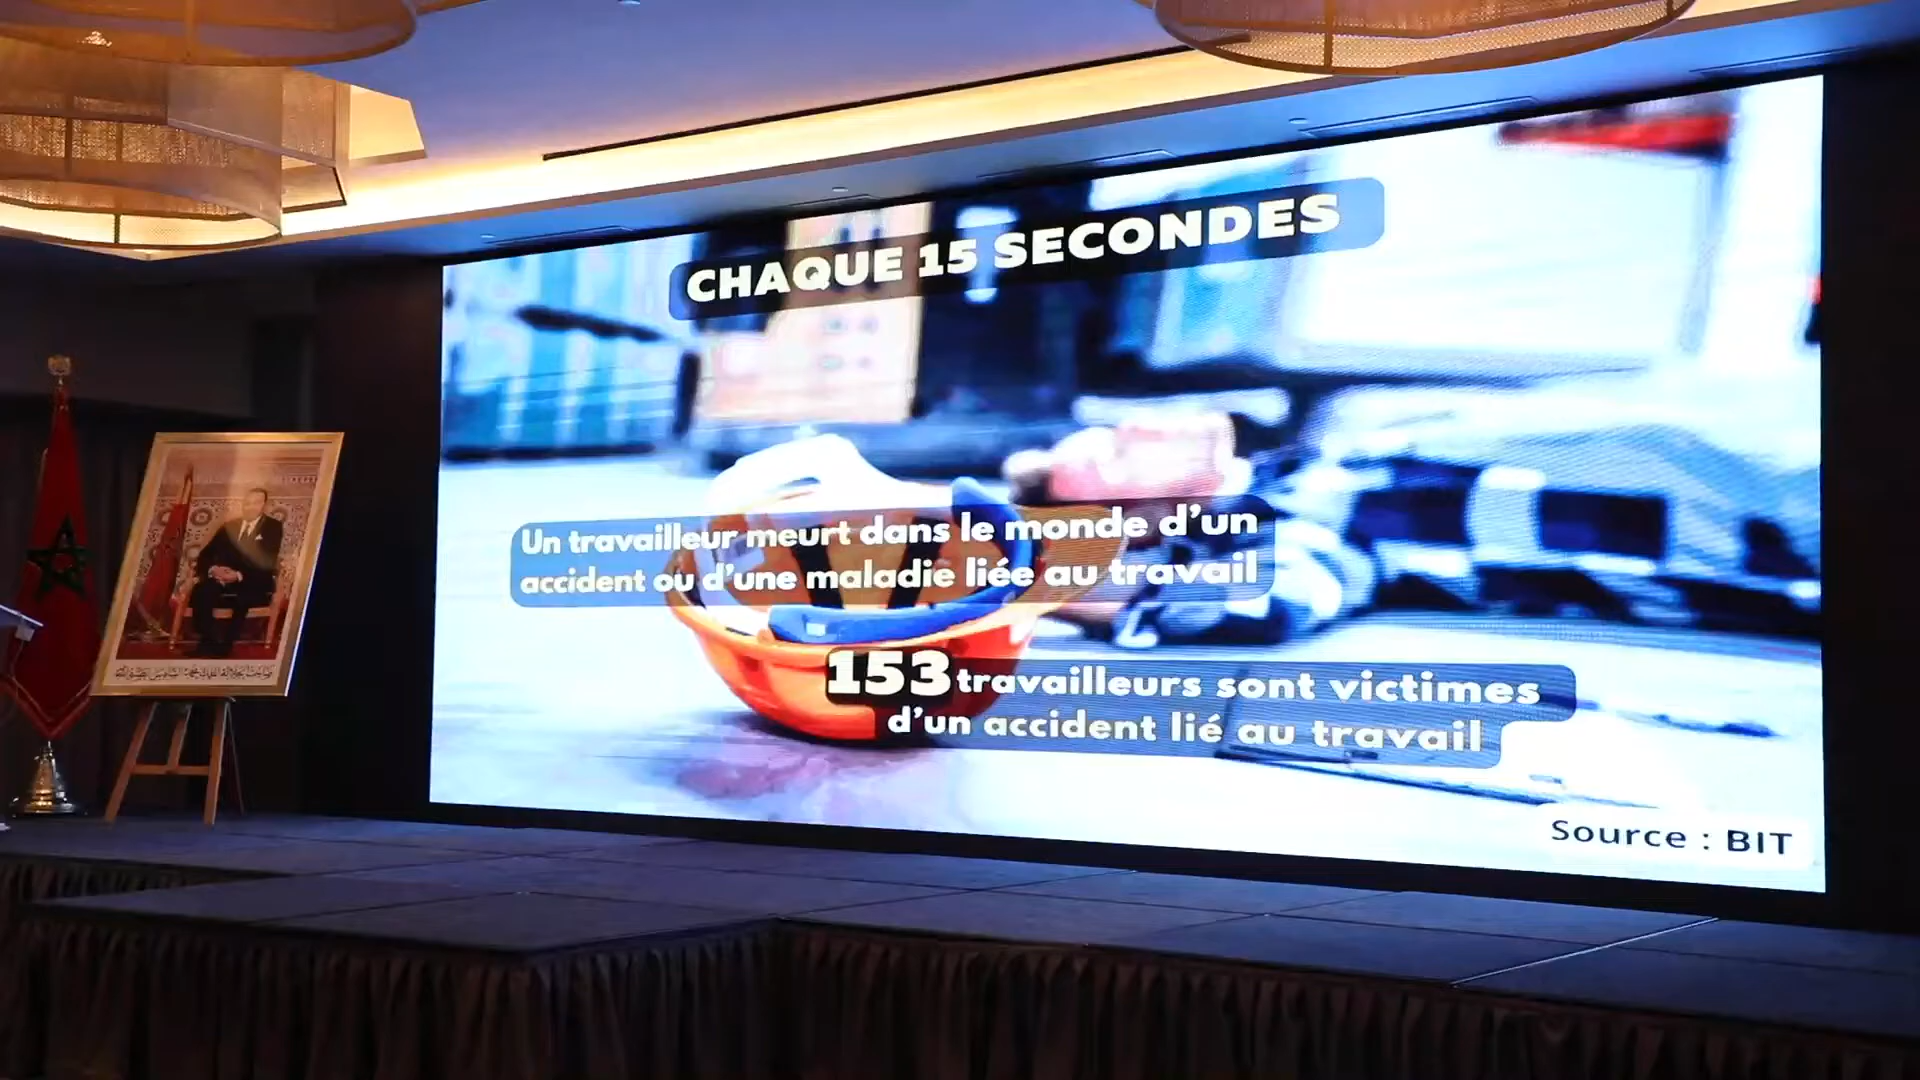 CHAQUE 15 SECONDES
Un travailleur meurt dans le monde d’un
accident ou d’une maladie liée au travail
153 travailleurs sont victimes
d’un accident lié au travail
Source : BIT